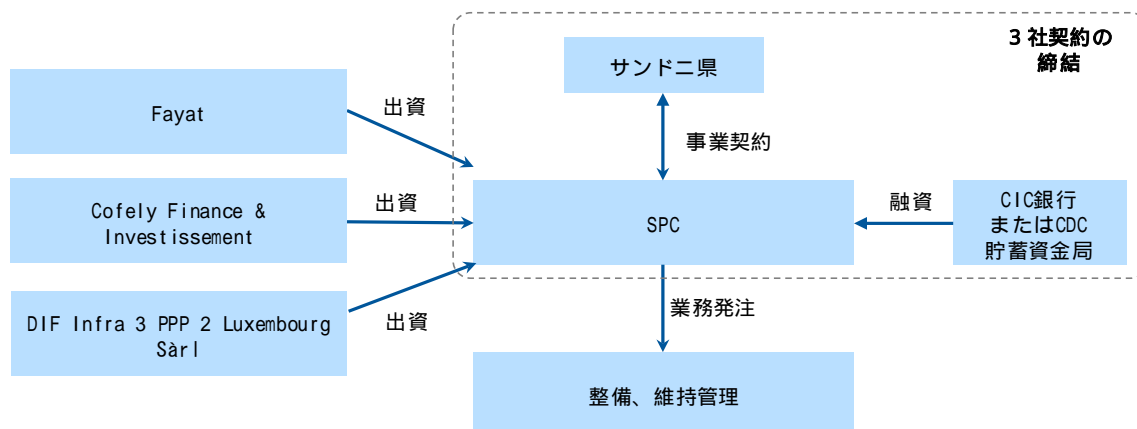 3社契約の
締結
サンドニ県
Fayat
出資
事業契約
Cofely Finance &
Investissement
出資
SPC
融資
CIC銀行
またはCDC
貯蓄資金局
DIF Infra 3 PPP 2 Luxembourg
Sàrl
出資
業務発注
整備、維持管理